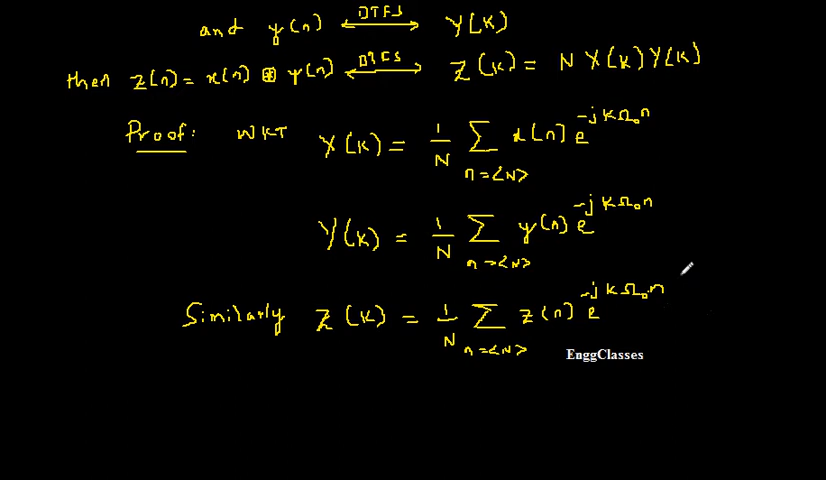 and y(n) ⟷ DTFS Y(K)
then z(n) = x(n) ⊛ y(n) ⟷ DTFS Z(K) = N X(K) Y(K)
Proof: WKT X(K) = 1/N ∑ n=<N> x(n) e^{-jKΩ₀n}
Y(K) = 1/N ∑ n=<N> y(n) e^{-jKΩ₀n}
Similarly Z(K) = 1/N ∑ n=<N> z(n) e^{-jKΩ₀n}
EnggClasses